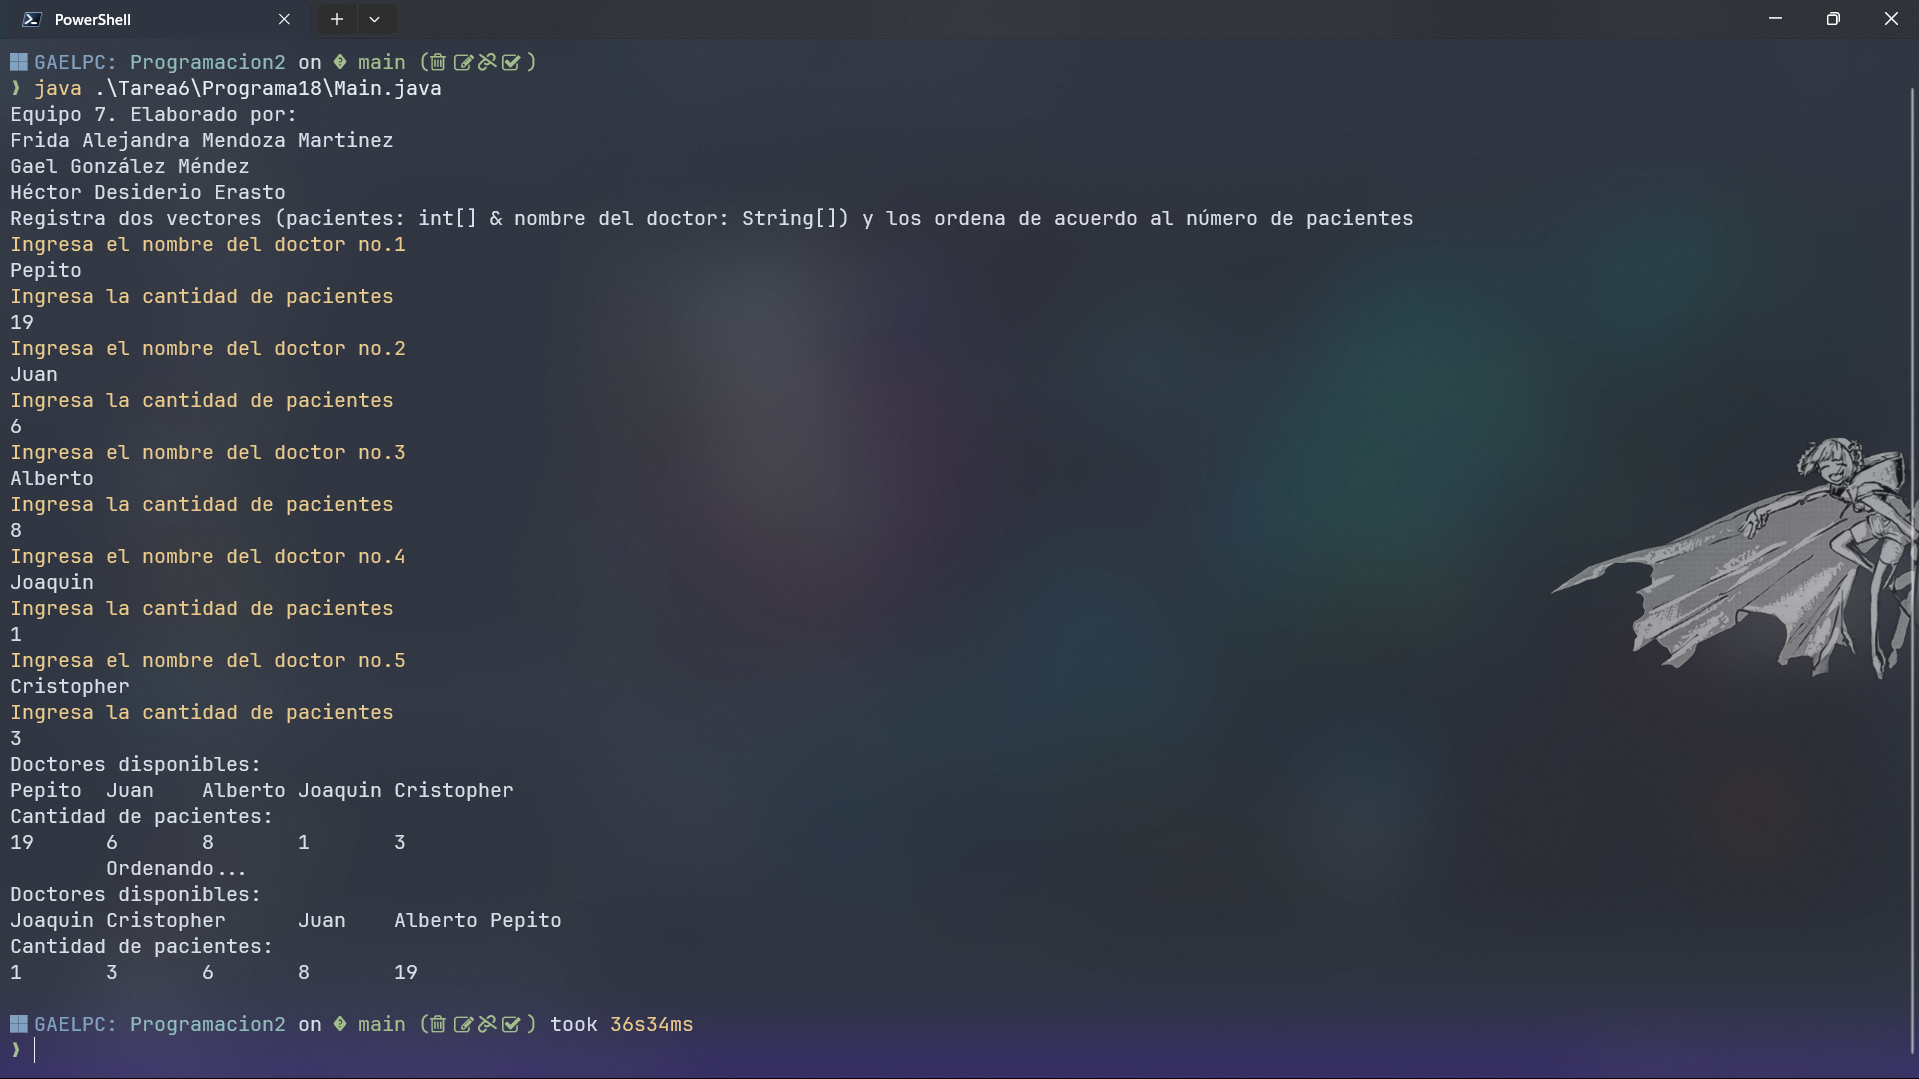 PowerShell
GAELPC: Programacion2 on main ( )
❯ java .\Tarea6\Programa18\Main.java
Equipo 7. Elaborado por:
Frida Alejandra Mendoza Martinez
Gael González Méndez
Héctor Desiderio Erasto
Registra dos vectores (pacientes: int[] & nombre del doctor: String[]) y los ordena de acuerdo al número de pacientes
Ingresa el nombre del doctor no.1
Pepito
Ingresa la cantidad de pacientes
19
Ingresa el nombre del doctor no.2
Juan
Ingresa la cantidad de pacientes
6
Ingresa el nombre del doctor no.3
Alberto
Ingresa la cantidad de pacientes
8
Ingresa el nombre del doctor no.4
Joaquin
Ingresa la cantidad de pacientes
1
Ingresa el nombre del doctor no.5
Cristopher
Ingresa la cantidad de pacientes
3
Doctores disponibles:
Pepito Juan Alberto Joaquin Cristopher
Cantidad de pacientes:
19 6 8 1 3
Ordenando...
Doctores disponibles:
Joaquin Cristopher Juan Alberto Pepito
Cantidad de pacientes:
1 3 6 8 19
GAELPC: Programacion2 on main ( ) took 36s34ms
❯